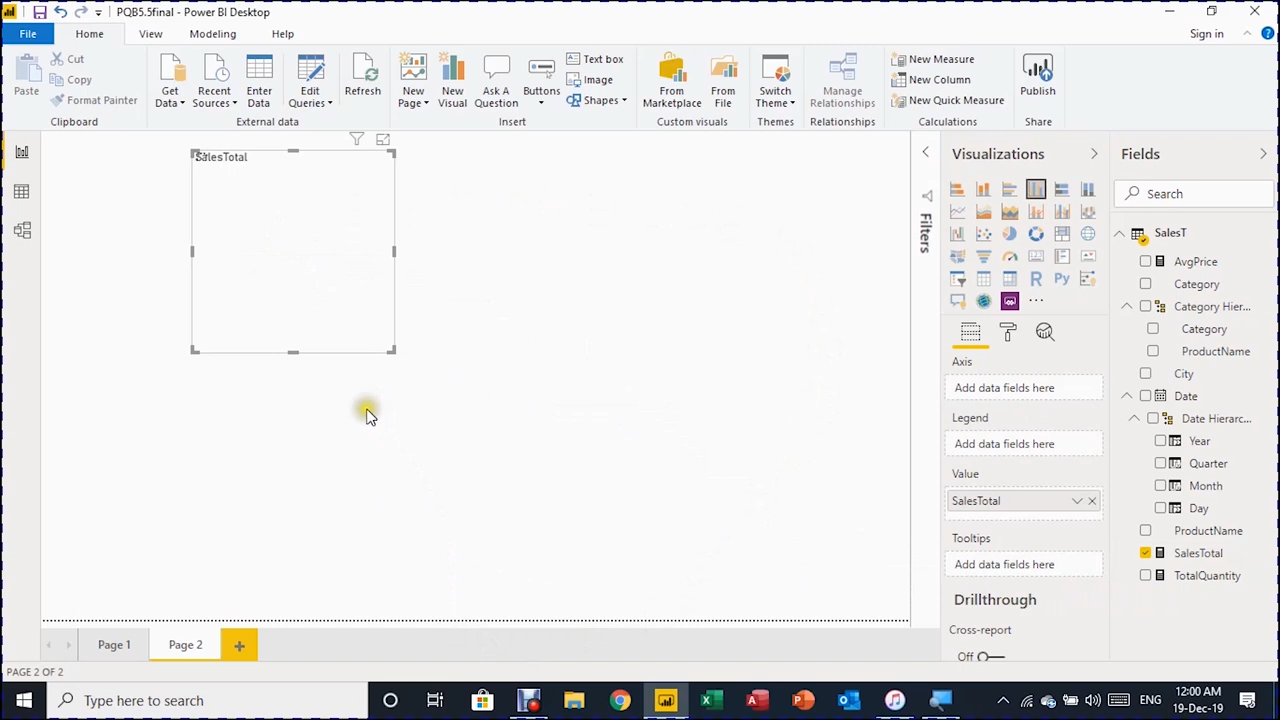 PQB5.5final - Power BI Desktop
File
Home
View
Modeling
Help
Sign in
Paste
Cut
Copy
Format Painter
Clipboard
Get Data
Recent Sources
Enter Data
Edit Queries
Refresh
External data
New Page
New Visual
Ask A Question
Buttons
Text box
Image
Shapes
Insert
From Marketplace
From File
Custom visuals
Switch Theme
Themes
Manage Relationships
Relationships
New Measure
New Column
New Quick Measure
Calculations
Publish
Share
SalesTotal
Filters
Visualizations
R
Py
Axis
Add data fields here
Legend
Add data fields here
Value
SalesTotal
Tooltips
Add data fields here
Drillthrough
Cross-report
Off
Fields
Search
SalesT
AvgPrice
Category
Category Hier...
Category
ProductName
City
Date
Date Hierarc...
Year
Quarter
Month
Day
ProductName
SalesTotal
TotalQuantity
Page 1
Page 2
PAGE 2 OF 2
Type here to search
ENG
12:00 AM
19-Dec-19